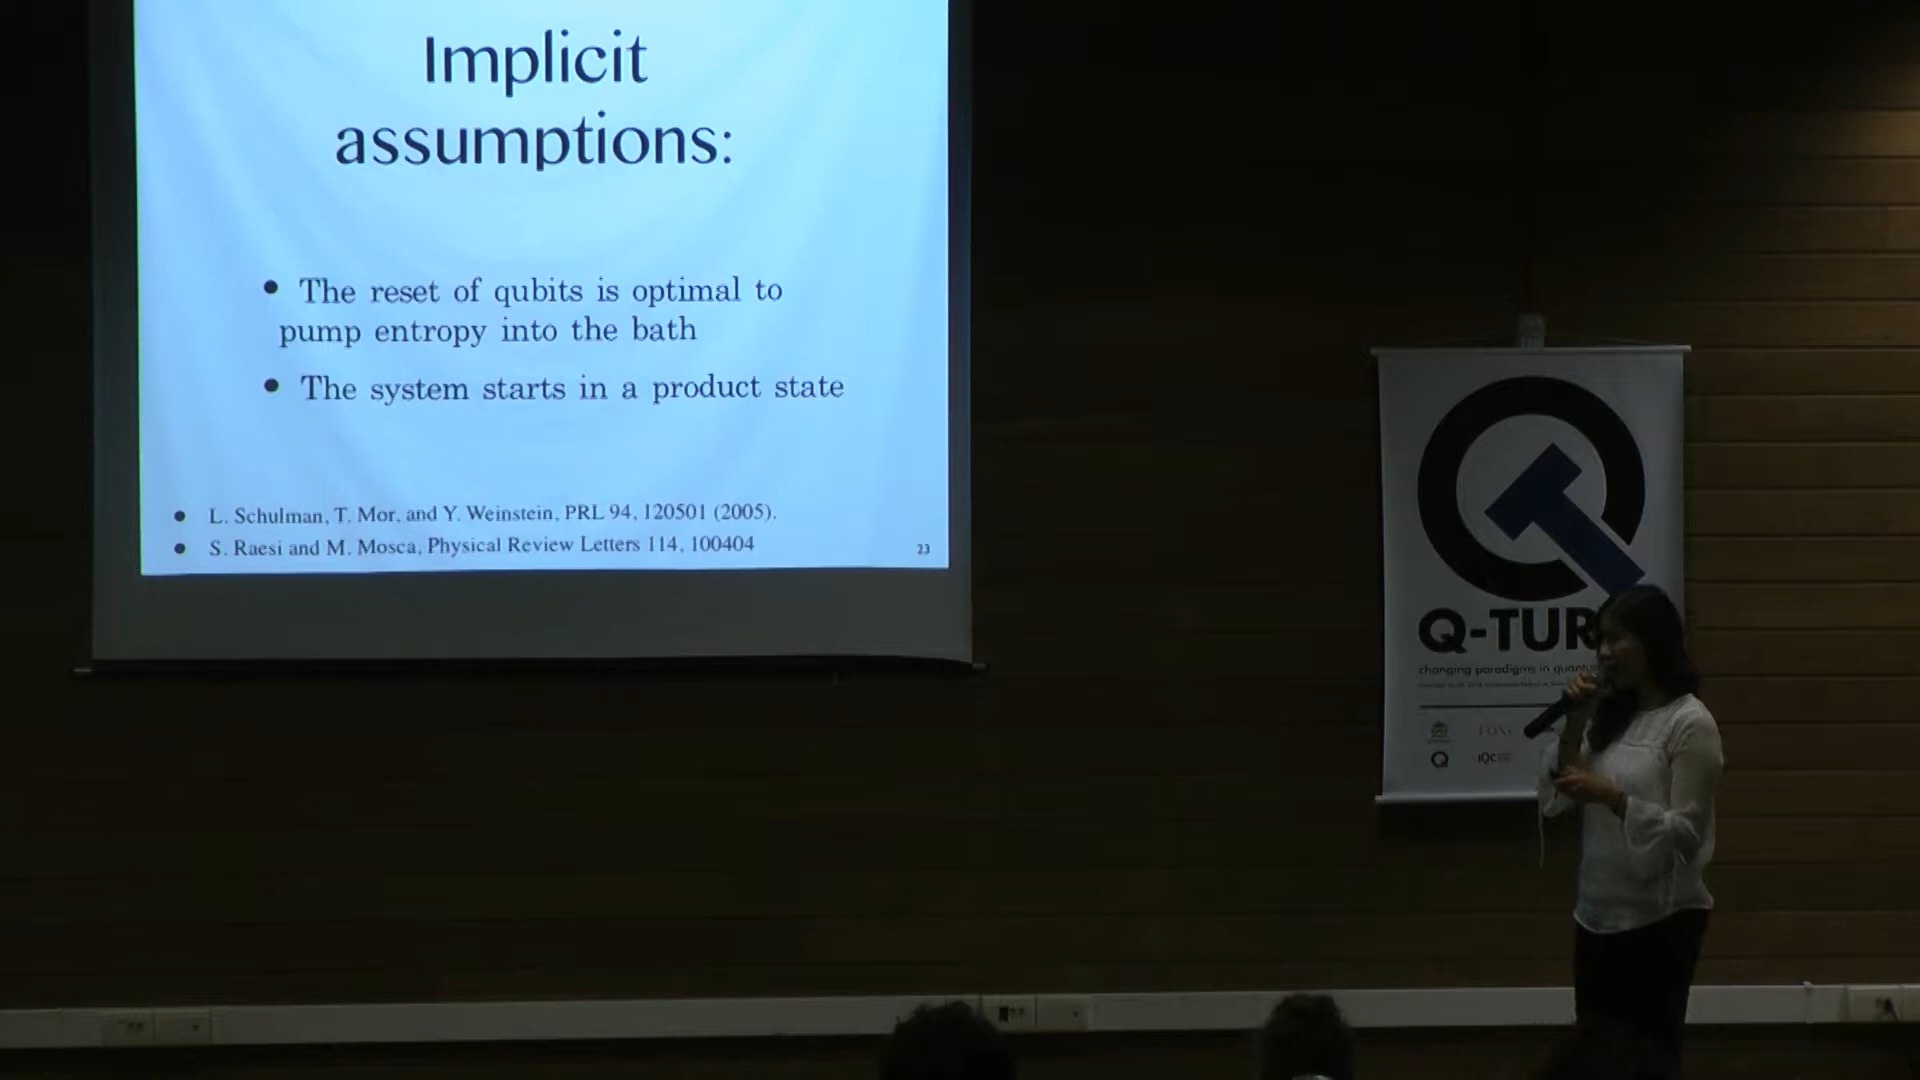 Implicit
assumptions:
• The reset of qubits is optimal to
pump entropy into the bath
• The system starts in a product state
• L. Schulman, T. Mor, and Y. Weinstein, PRL 94, 120501 (2005).
• S. Raesi and M. Mosca, Physical Review Letters 114, 100404
23
Q-TUR
changing paradigms in quantum
Q
IQC